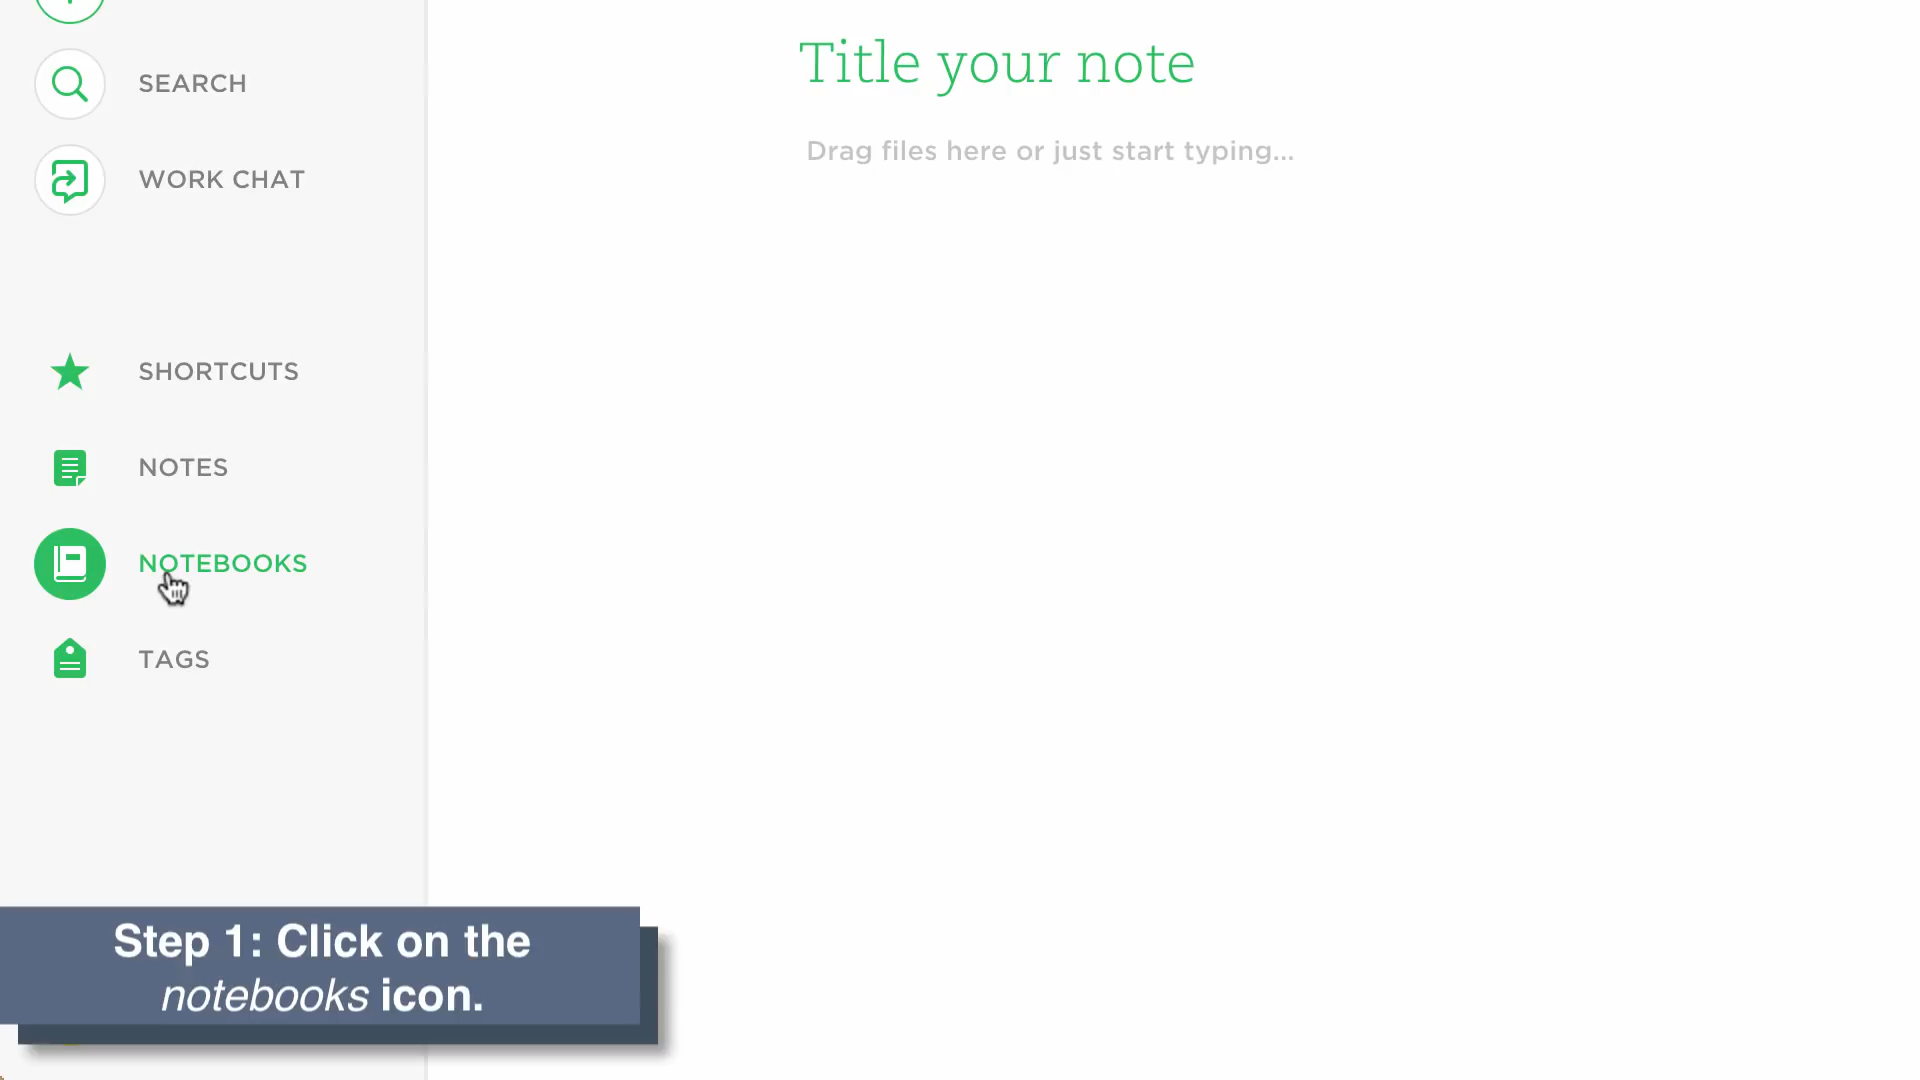 SEARCH
WORK CHAT
SHORTCUTS
NOTES
NOTEBOOKS
TAGS
Title your note
Drag files here or just start typing...
Step 1: Click on the
notebooks icon.